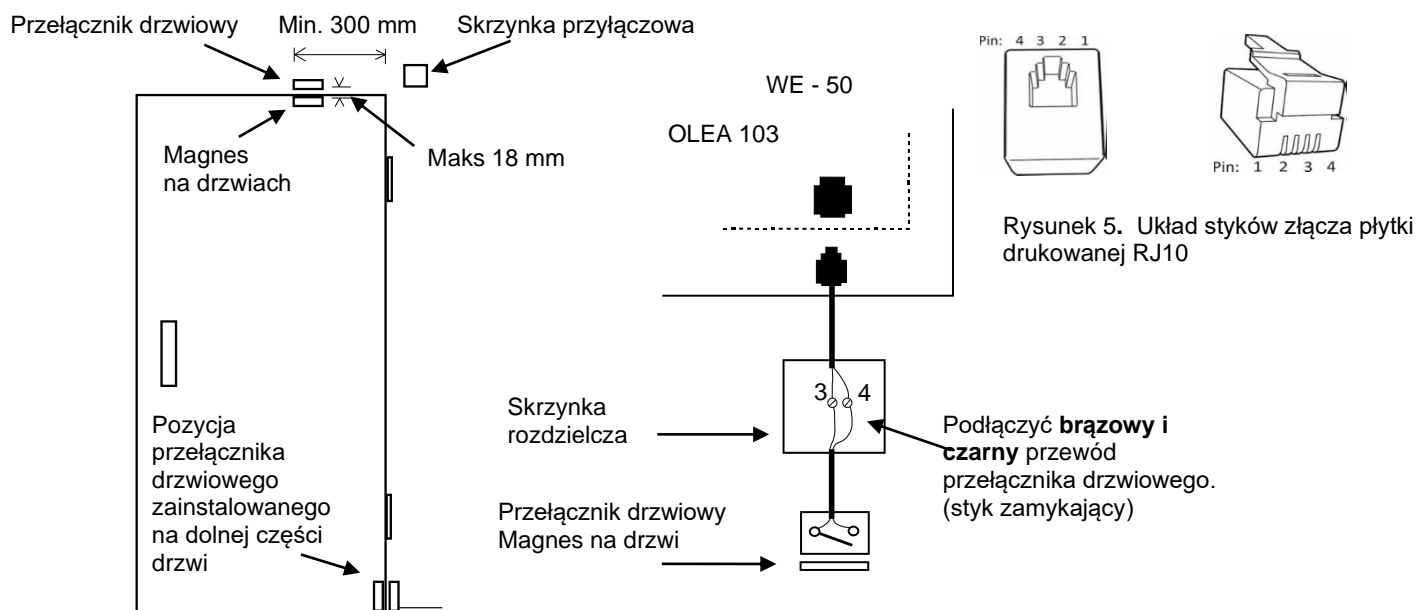 Przełącznik drzwiowy
Min. 300 mm
Skrzynka przyłączowa
Magnes
na drzwiach
Maks 18 mm
Pozycja
przełącznika
drzwiowego
zainstalowanego
na dolnej części
drzwi
WE - 50
OLEA 103
3 4
Skrzynka
rozdzielcza
Podłączyć brązowy i
czarny przewód
przełącznika drzwiowego.
(styk zamykający)
Przełącznik drzwiowy
Magnes na drzwi
Pin: 4 3 2 1
Pin: 1 2 3 4
Rysunek 5. Układ styków złącza płytki
drukowanej RJ10